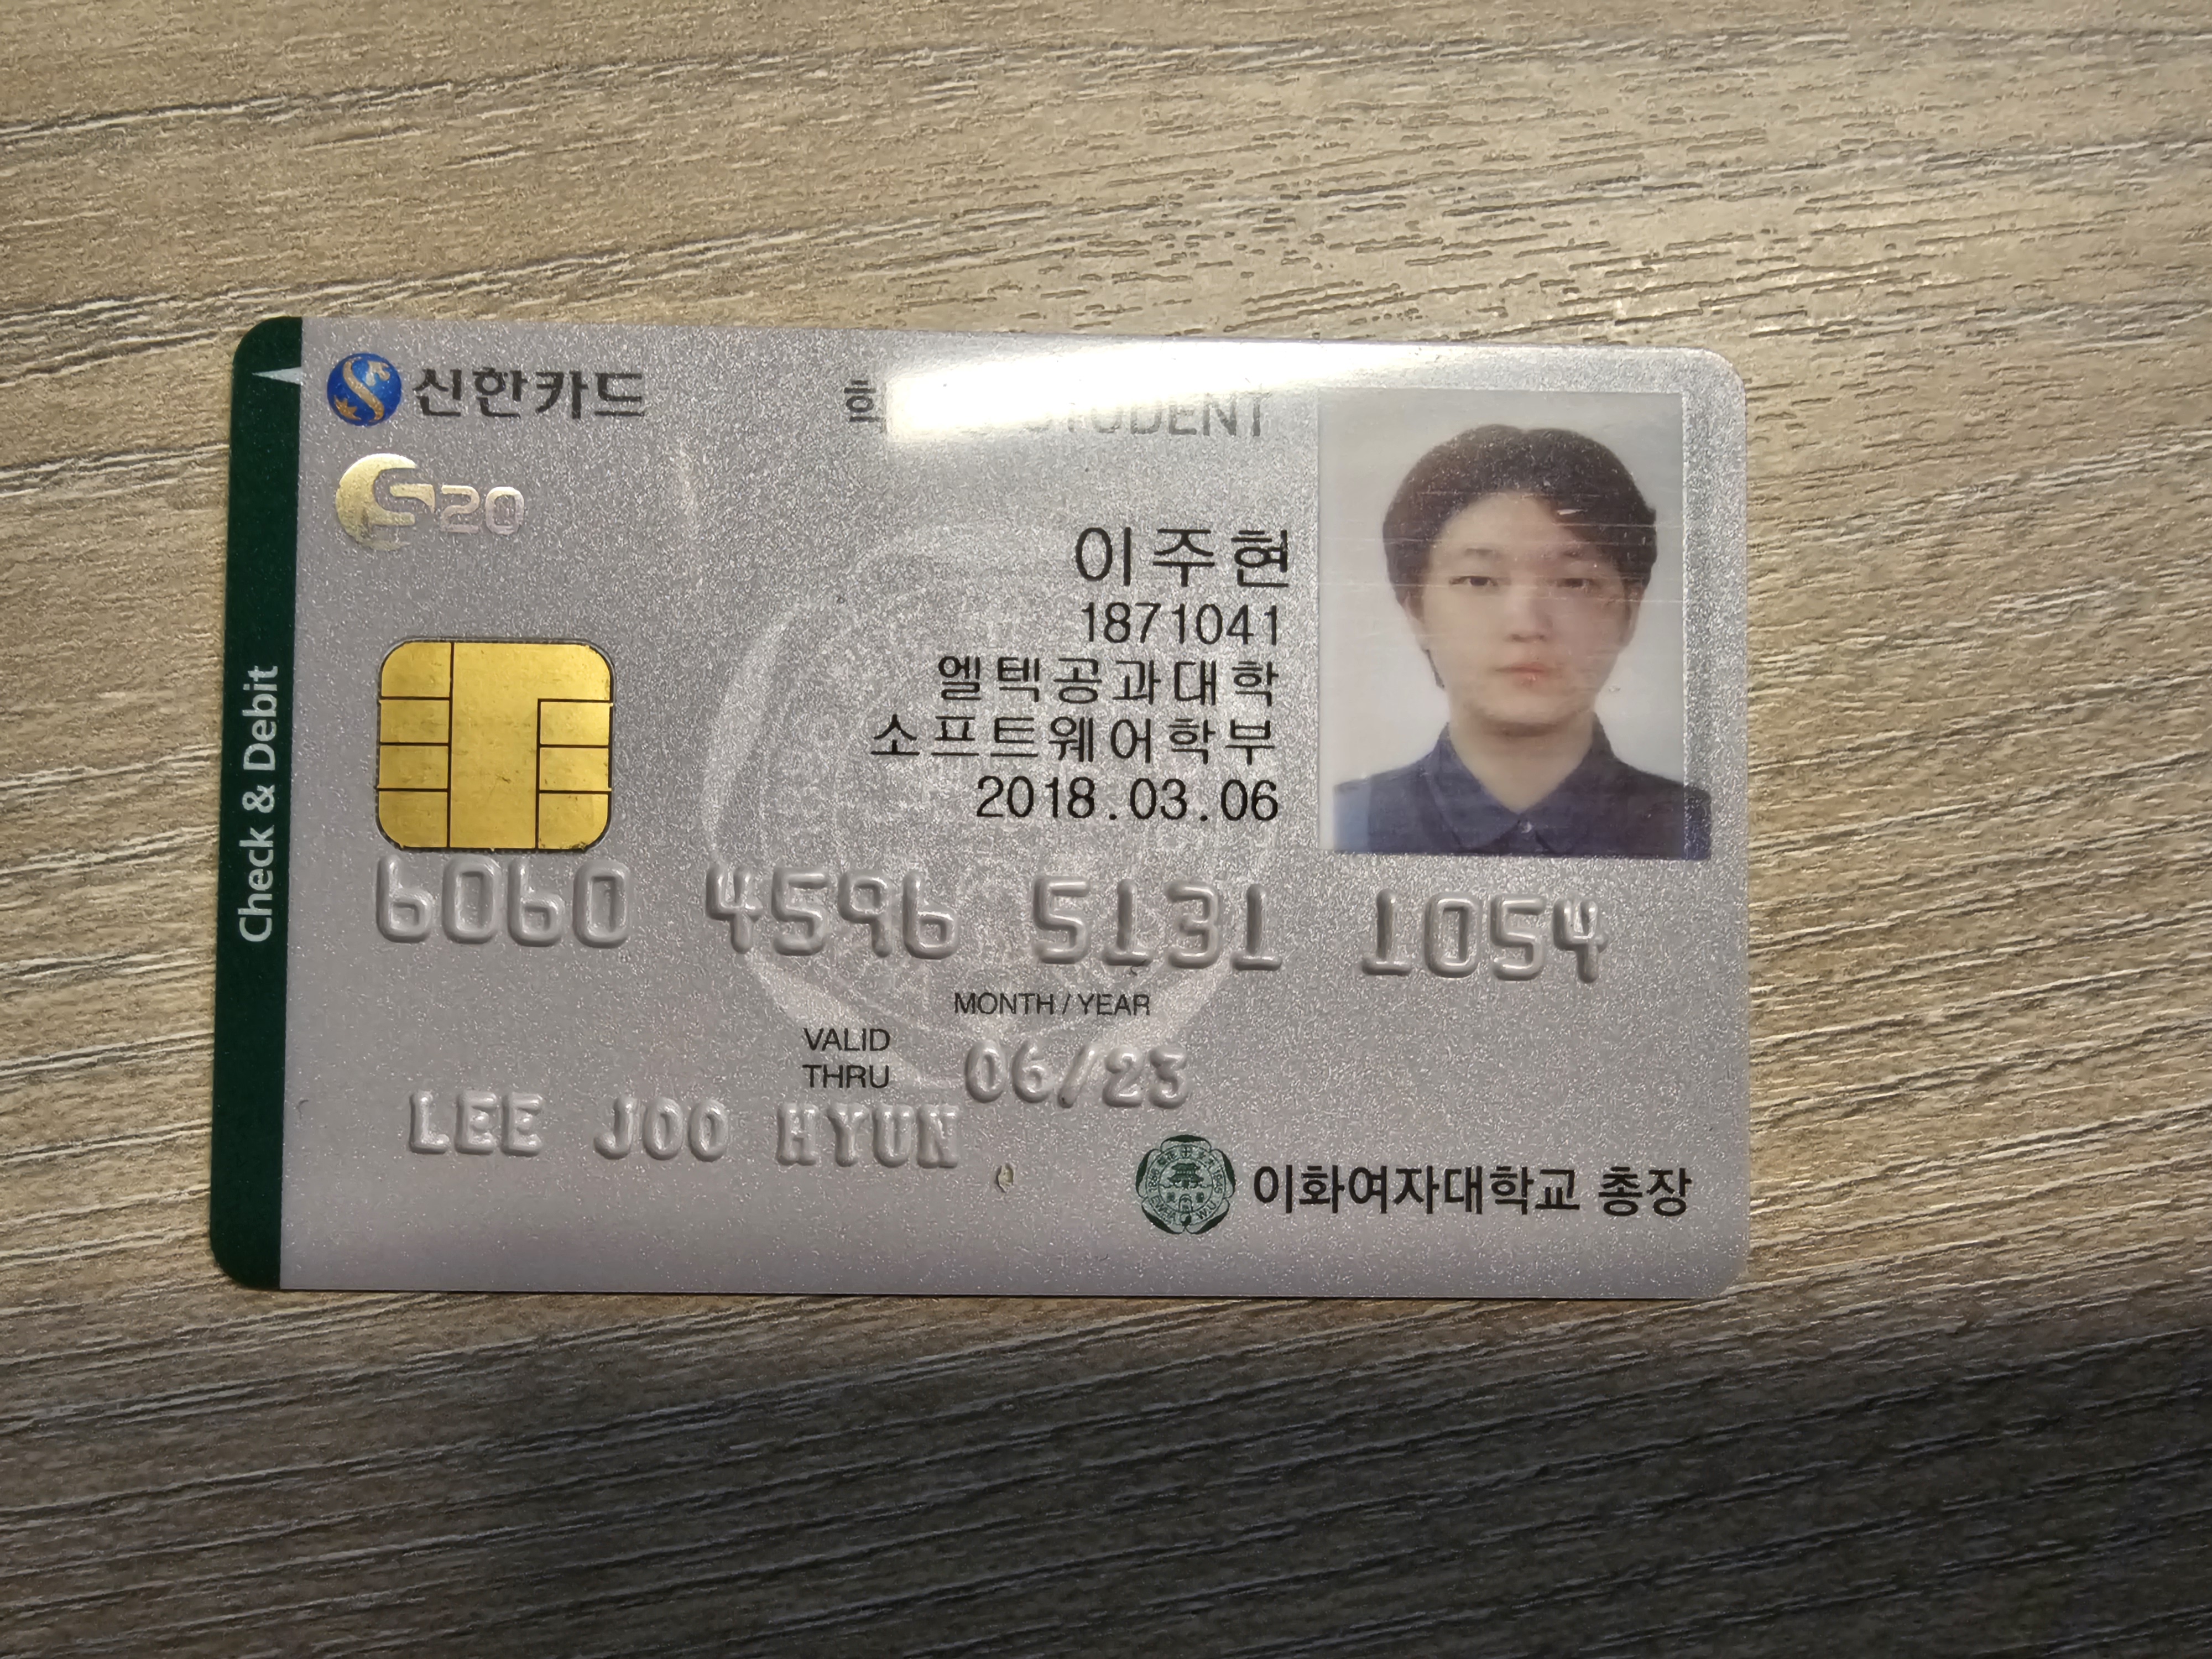 신한카드
STUDENT
S20
이주현
1871041
엘텍공과대학
소프트웨어학부
2018.03.06
Check & Debit
6060 4596 5131 1054
MONTH / YEAR
VALID THRU 06/23
LEE JOO HYUN
이화여자대학교 총장